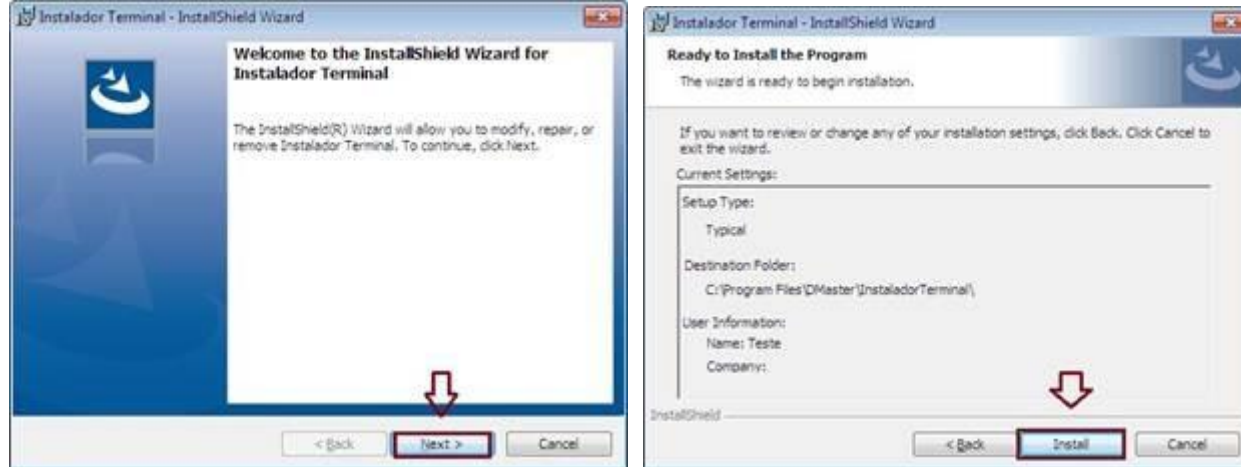 Instalador Terminal - InstallShield Wizard
Welcome to the InstallShield Wizard for
Instalador Terminal
The InstallShield(R) Wizard will allow you to modify, repair, or
remove Instalador Terminal. To continue, click Next.
< Back
Next >
Cancel
Instalador Terminal - InstallShield Wizard
Ready to Install the Program
The wizard is ready to begin installation.
If you want to review or change any of your installation settings, click Back. Click Cancel to
exit the wizard.
Current Settings:
Setup Type:
Typical
Destination Folder:
C:\Program Files\DMaster\InstaladorTerminal\
User Information:
Name: Teste
Company:
InstallShield
< Back
Install
Cancel